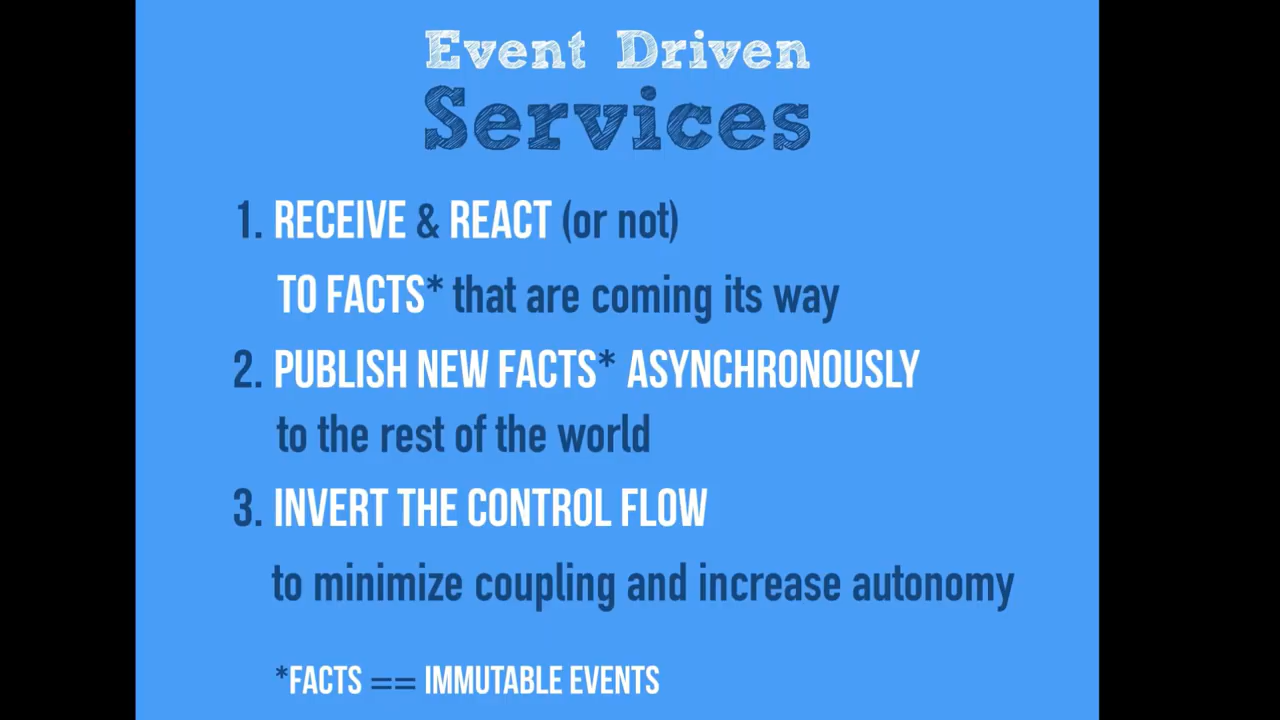 Event Driven
Services
1. RECEIVE & REACT (or not)
TO FACTS* that are coming its way
2. PUBLISH NEW FACTS* ASYNCHRONOUSLY
to the rest of the world
3. INVERT THE CONTROL FLOW
to minimize coupling and increase autonomy
*FACTS == IMMUTABLE EVENTS